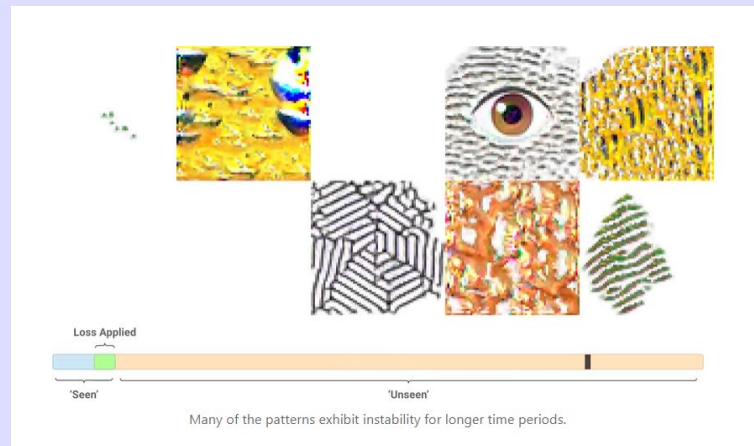 Loss Applied
'Seen'
'Unseen'
Many of the patterns exhibit instability for longer time periods.